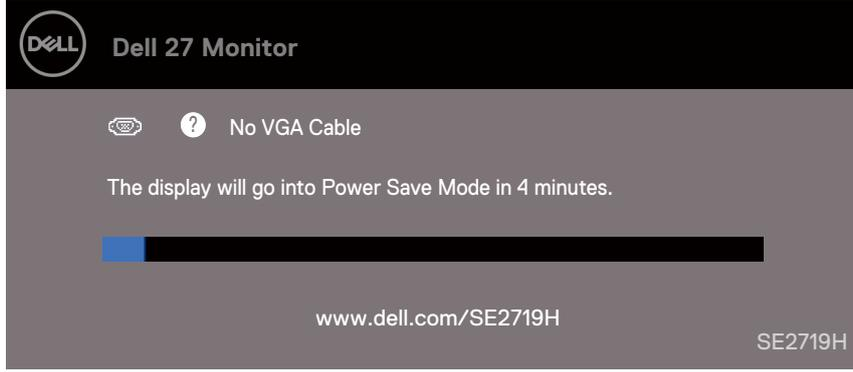 DELL
Dell 27 Monitor
? No VGA Cable
The display will go into Power Save Mode in 4 minutes.
www.dell.com/SE2719H
SE2719H